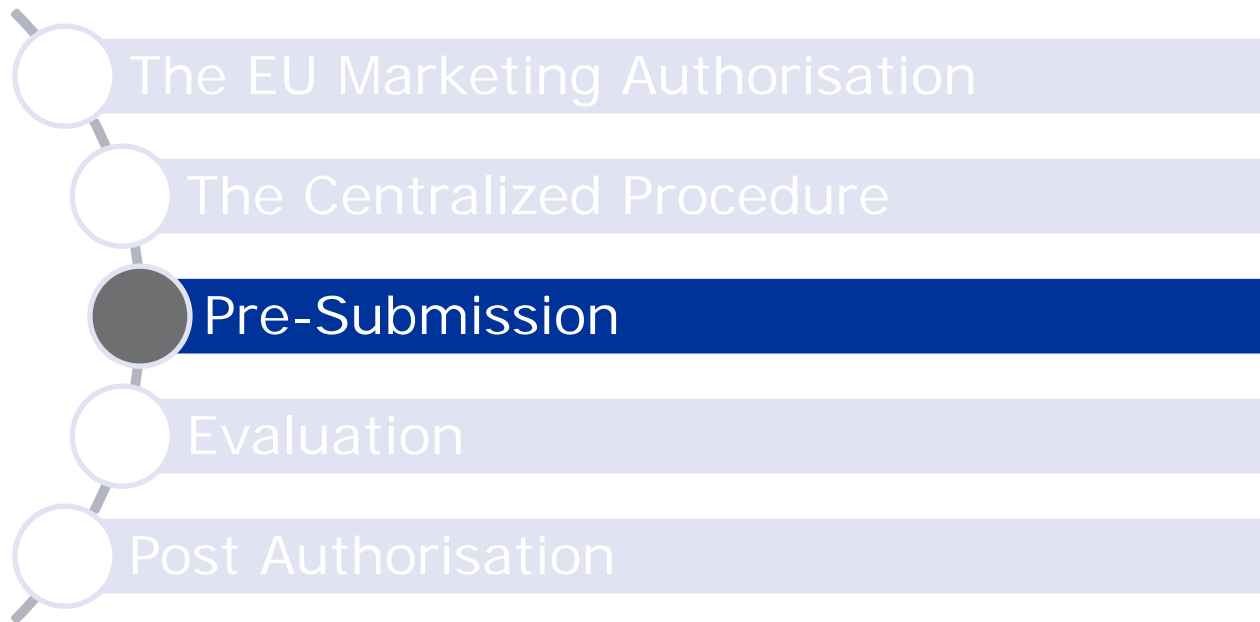 The EU Marketing Authorisation
The Centralized Procedure
Pre-Submission
Evaluation
Post Authorisation